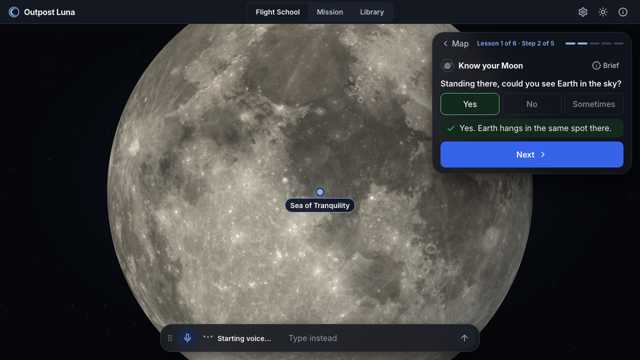 Outpost Luna
Flight School
Mission
Library
Map
Lesson 1 of 6 · Step 2 of 5
Know your Moon
Brief
Standing there, could you see Earth in the sky?
Yes
No
Sometimes
Yes. Earth hangs in the same spot there.
Next
Sea of Tranquility
Starting voice...
Type instead